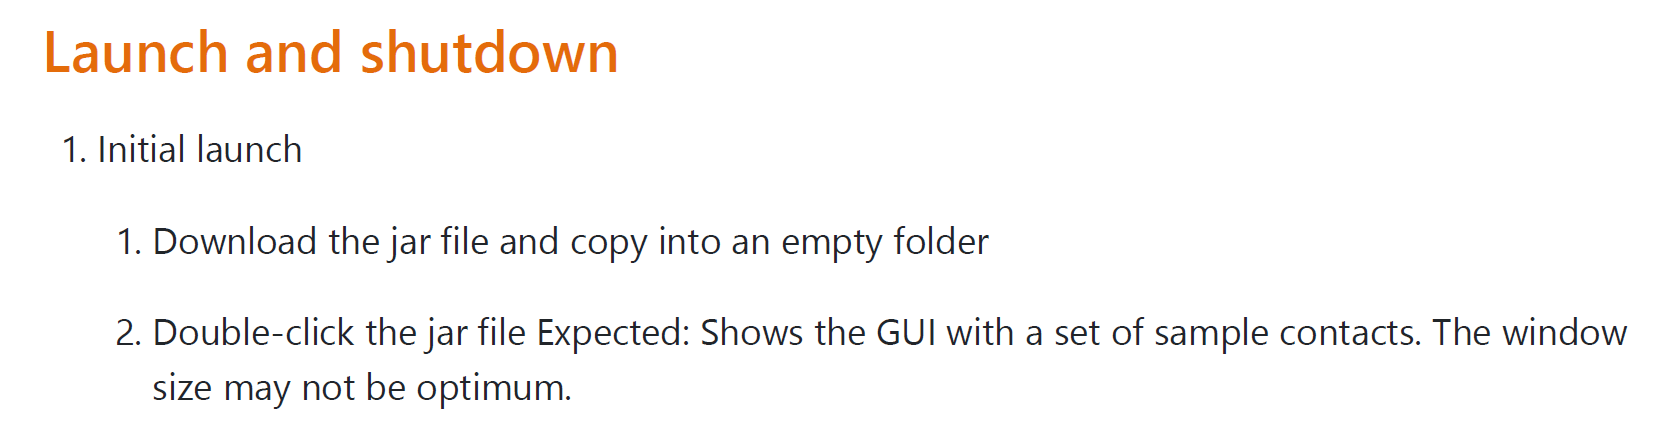 Launch and shutdown
1. Initial launch
1. Download the jar file and copy into an empty folder
2. Double-click the jar file Expected: Shows the GUI with a set of sample contacts. The window
size may not be optimum.